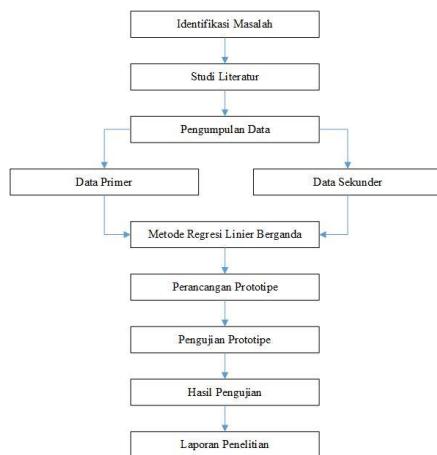 Identifikasi Masalah
Studi Literatur
Pengumpulan Data
Data Primer
Data Sekunder
Metode Regresi Linier Berganda
Perancangan Prototipe
Pengujian Prototipe
Hasil Pengujian
Laporan Penelitian